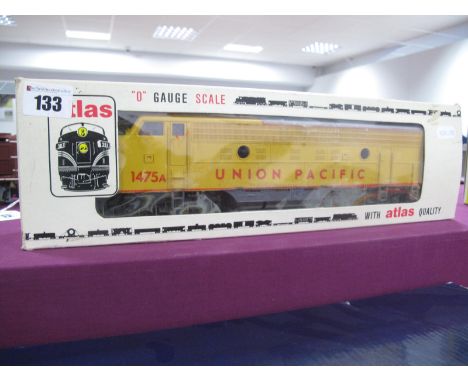 133
atlas
"O" GAUGE SCALE
1475A
UNION PACIFIC
WITH atlas QUALITY